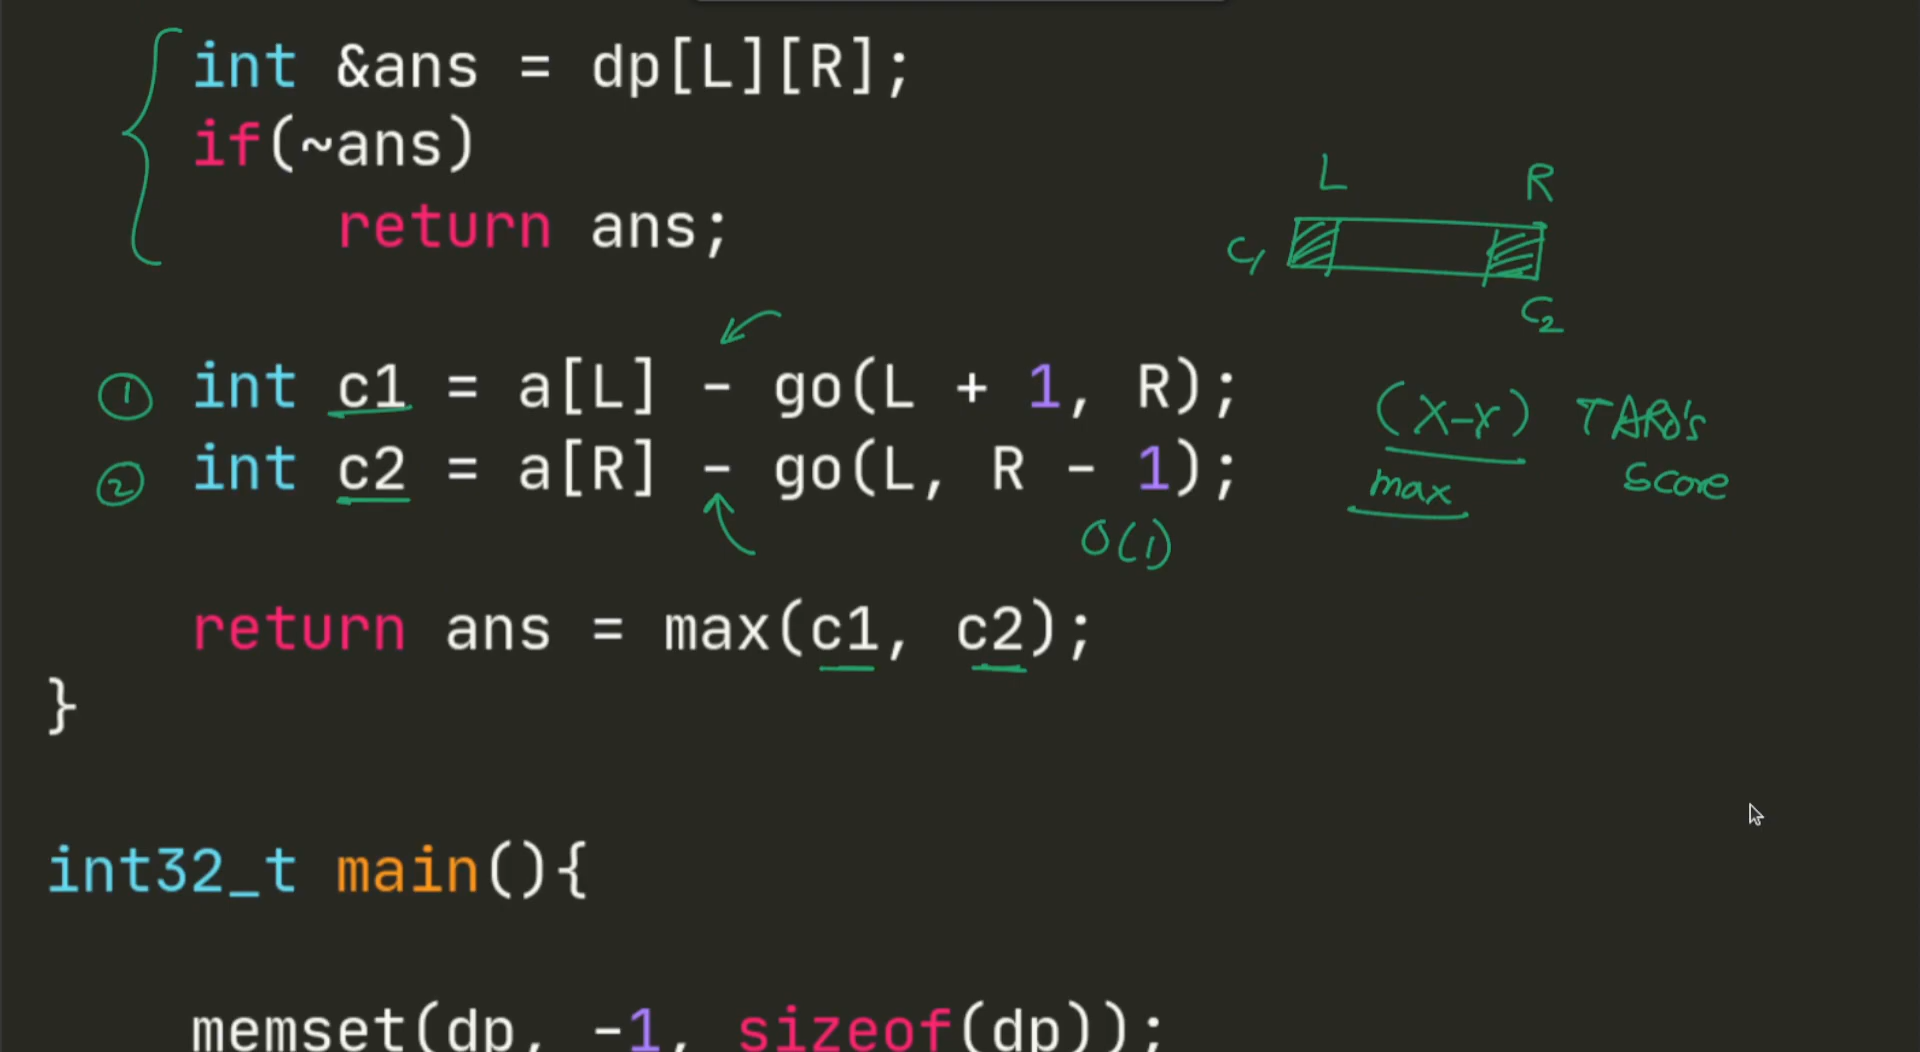 int &ans = dp[L][R];
if(~ans)
return ans;
L R
C1
C2
① int c1 = a[L] - go(L + 1, R);
② int c2 = a[R] - go(L, R - 1);
(X-Y) TARO's
max Score
O(1)
return ans = max(c1, c2);
}
int32_t main(){
memset(dp, -1, sizeof(dp));